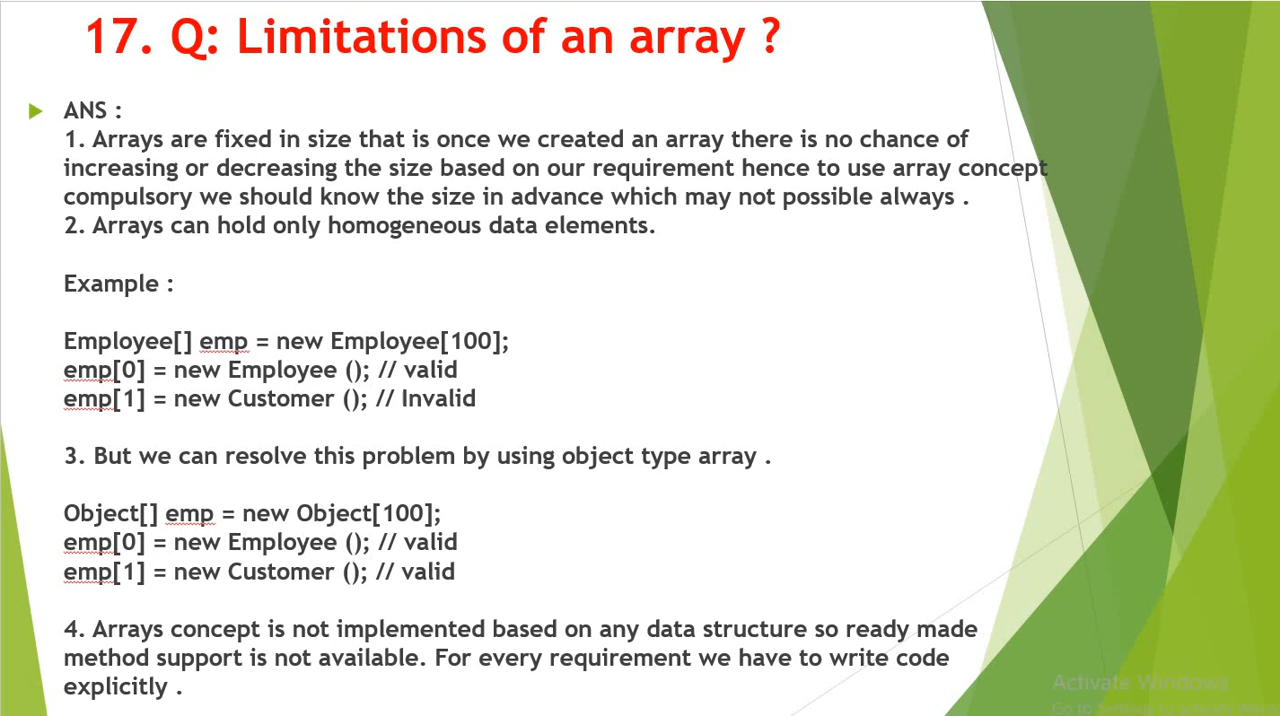 17. Q: Limitations of an array ?
ANS :
1. Arrays are fixed in size that is once we created an array there is no chance of
increasing or decreasing the size based on our requirement hence to use array concept
compulsory we should know the size in advance which may not possible always .
2. Arrays can hold only homogeneous data elements.
Example :
Employee[] emp = new Employee[100];
emp[0] = new Employee (); // valid
emp[1] = new Customer (); // Invalid
3. But we can resolve this problem by using object type array .
Object[] emp = new Object[100];
emp[0] = new Employee (); // valid
emp[1] = new Customer (); // valid
4. Arrays concept is not implemented based on any data structure so ready made
method support is not available. For every requirement we have to write code
explicitly .
Activate Windows
Go to Settings to activate